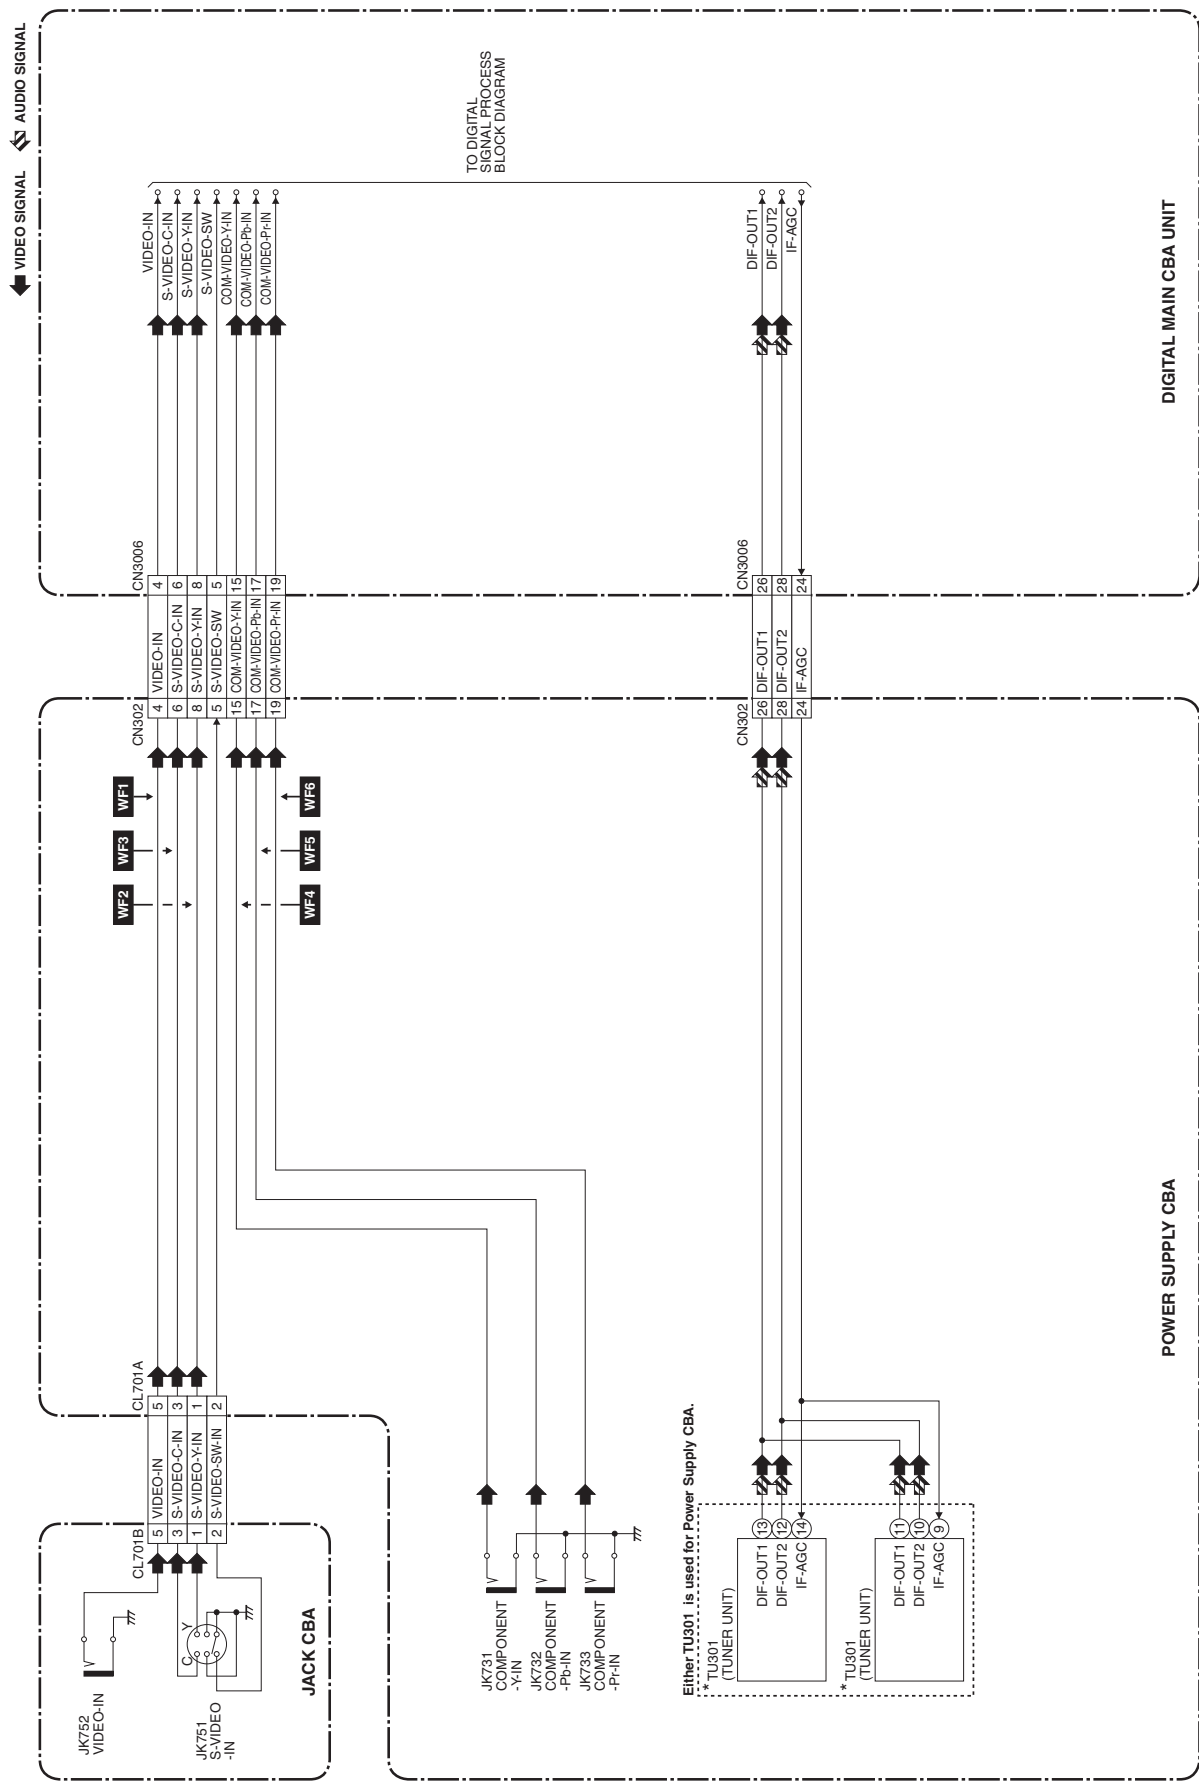 VIDEO SIGNAL
AUDIO SIGNAL
JK752
VIDEO-IN
JK751
S-VIDEO
-IN
C
Y
JACK CBA
CL701B
5 VIDEO-IN 5
3 S-VIDEO-C-IN 3
1 S-VIDEO-Y-IN 1
2 S-VIDEO-SW-IN 2
CL701A
WF2
WF3
WF1
WF4
WF5
WF6
CN302
4 VIDEO-IN 4
6 S-VIDEO-C-IN 6
8 S-VIDEO-Y-IN 8
5 S-VIDEO-SW 5
15 COM-VIDEO-Y-IN 15
17 COM-VIDEO-Pb-IN 17
19 COM-VIDEO-Pr-IN 19
CN3006
VIDEO-IN
S-VIDEO-C-IN
S-VIDEO-Y-IN
S-VIDEO-SW
COM-VIDEO-Y-IN
COM-VIDEO-Pb-IN
COM-VIDEO-Pr-IN
TO DIGITAL
SIGNAL PROCESS
BLOCK DIAGRAM
JK731
COMPONENT
-Y-IN
JK732
COMPONENT
-Pb-IN
JK733
COMPONENT
-Pr-IN
Either TU301 is used for Power Supply CBA.
* TU301
(TUNER UNIT)
DIF-OUT1 13
DIF-OUT2 12
IF-AGC 14
* TU301
(TUNER UNIT)
DIF-OUT1 11
DIF-OUT2 10
IF-AGC 9
CN302
26 DIF-OUT1 26
28 DIF-OUT2 28
24 IF-AGC 24
CN3006
DIF-OUT1
DIF-OUT2
IF-AGC
POWER SUPPLY CBA
DIGITAL MAIN CBA UNIT